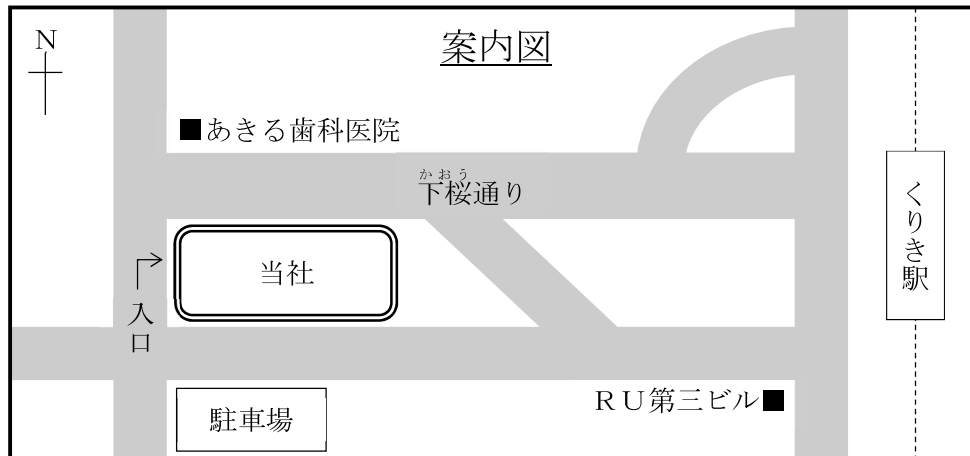 N
案内図
■あきる歯科医院
かおう
下桜通り
くりき駅
当社
入口
駐車場
ＲＵ第三ビル■